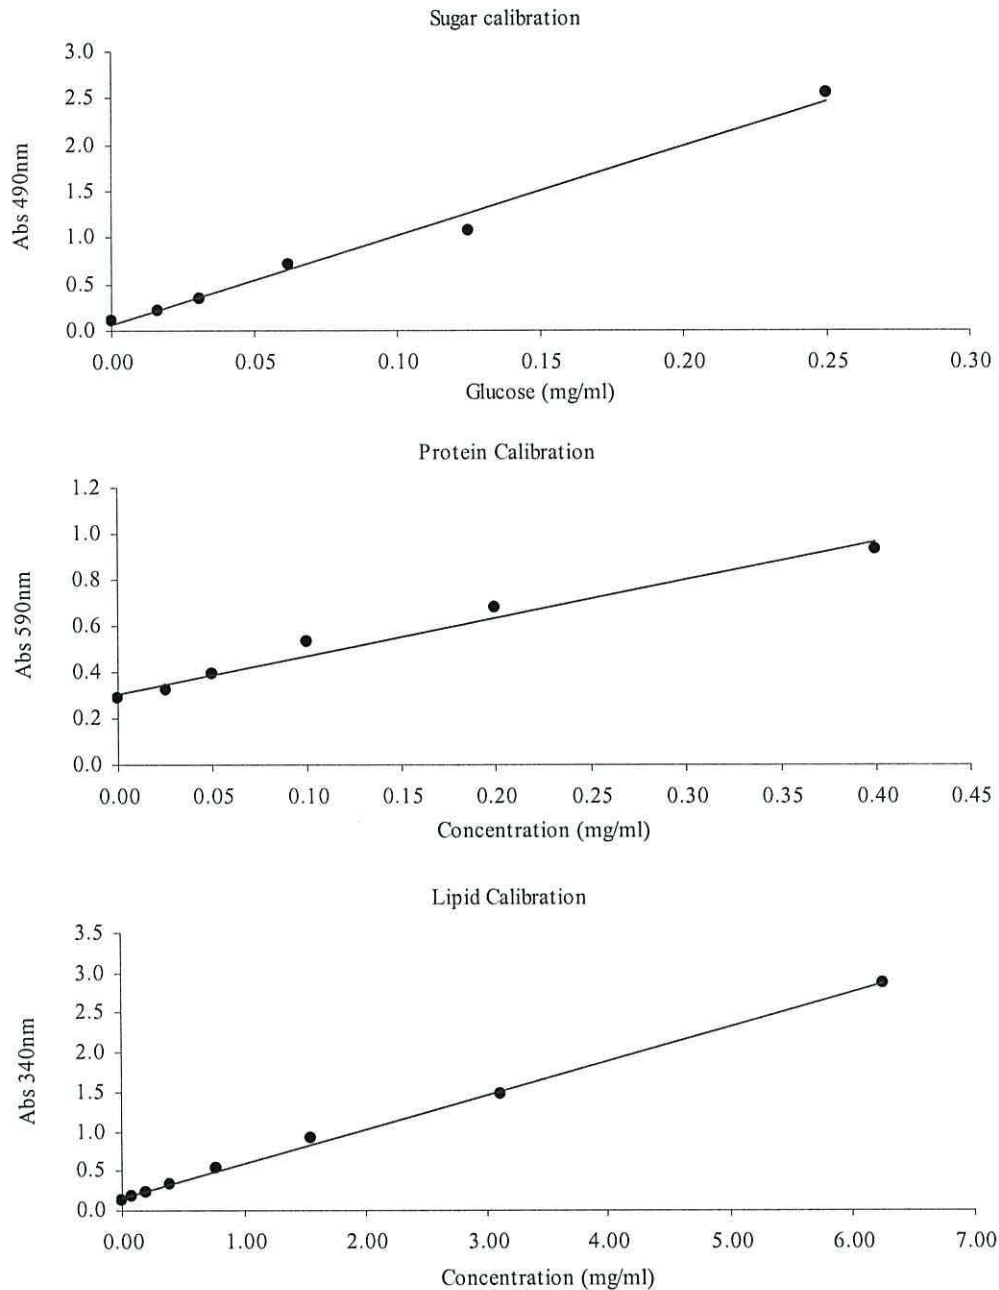 Sugar calibration
3.0
2.5
2.0
1.5
1.0
0.5
0.0
Abs 490nm
0.00 0.05 0.10 0.15 0.20 0.25 0.30
Glucose (mg/ml)
Protein Calibration
1.2
1.0
0.8
0.6
0.4
0.2
0.0
Abs 590nm
0.00 0.05 0.10 0.15 0.20 0.25 0.30 0.35 0.40 0.45
Concentration (mg/ml)
Lipid Calibration
3.5
3.0
2.5
2.0
1.5
1.0
0.5
0.0
Abs 340nm
0.00 1.00 2.00 3.00 4.00 5.00 6.00 7.00
Concentration (mg/ml)